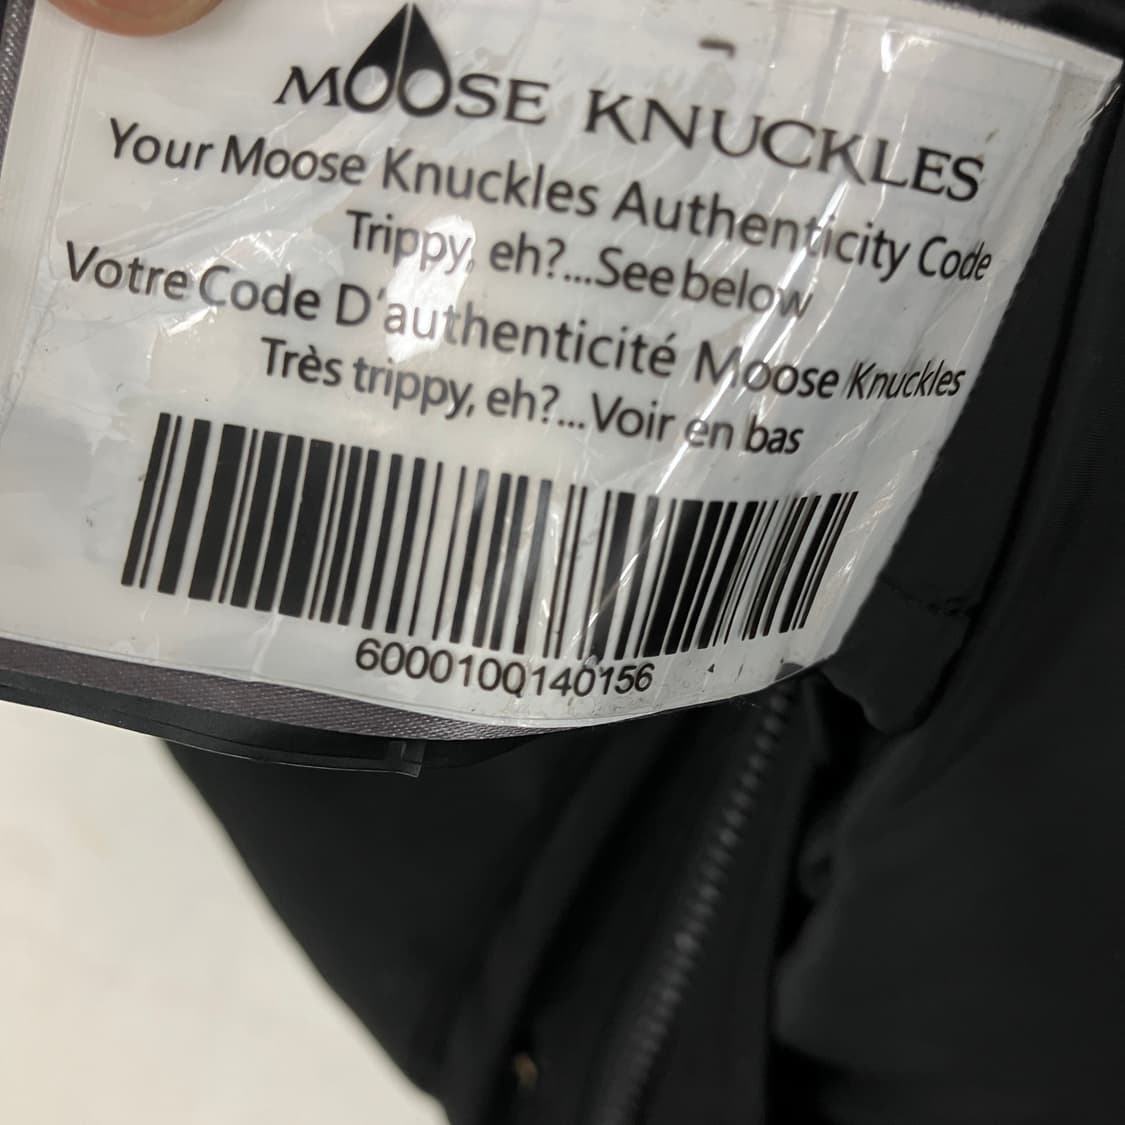 MOOSE KNUCKLES
Your Moose Knuckles Authenticity Code
Trippy, eh?...See below
Votre Code D'authenticité Moose Knuckles
Très trippy, eh?...Voir en bas
600010Q140156